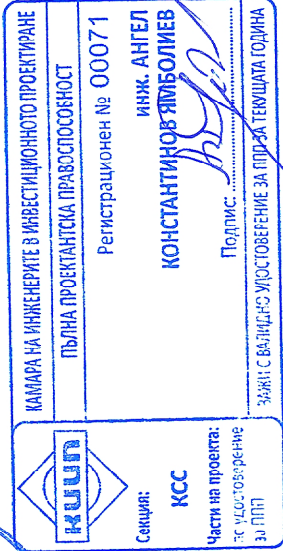 КАМАРА НА ИНЖЕНЕРИТЕ В ИНВЕСТИЦИОННОТО ПРОЕКТИРАНЕ
ПЪЛНА ПРОЕКТАНТСКА ПРАВОСПОСОБНОСТ
Регистрационен № 00071
инж. АНГЕЛ
КОНСТАНТИНОВ ЯМБОЛИЕВ
Подпис:
ВАЖИ С ВАЛИДНО УДОСТОВЕРЕНИЕ ЗА ППП ЗА ТЕКУЩАТА ГОДИНА
КИИП
Секция:
КСС
Части на проекта:
по удостоверение
за ППП